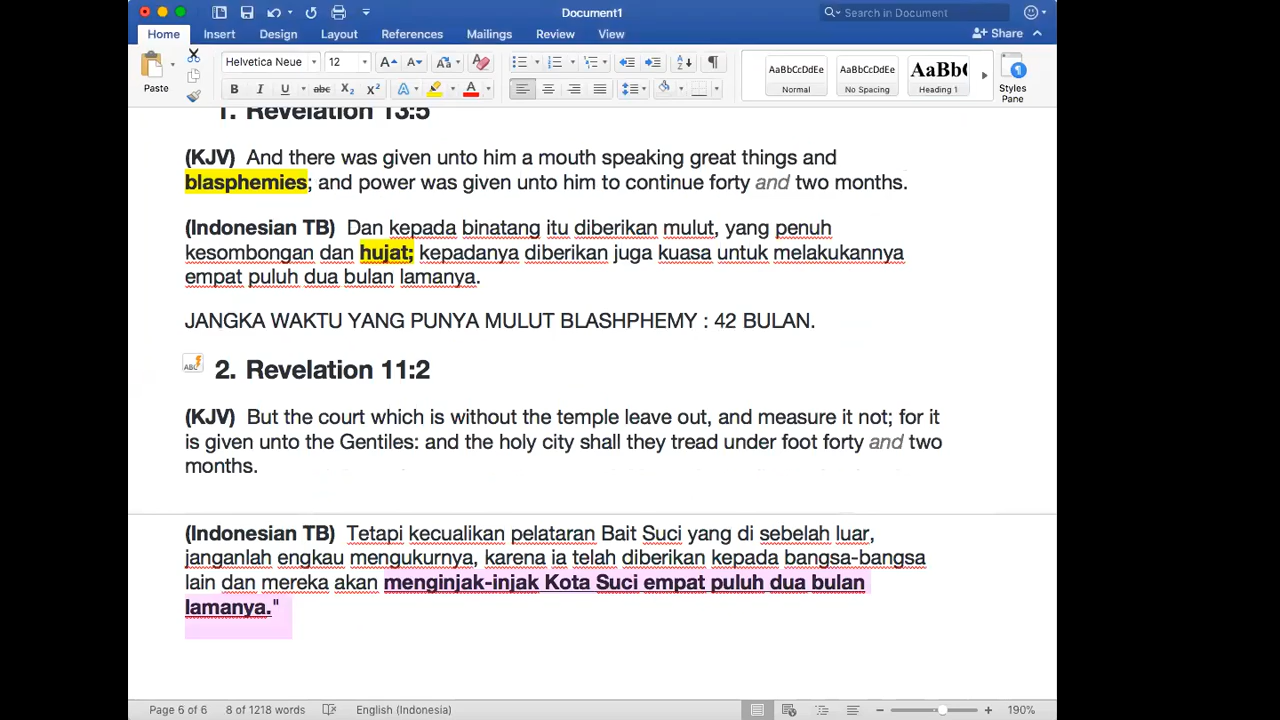 Document1
Search in Document
Home Insert Design Layout References Mailings Review View
Share
Paste
Helvetica Neue 12
AaBbCcDdEe AaBbCcDdEe AaBbC
Normal No Spacing Heading 1
Styles
Pane
1. Revelation 13:5
(KJV) And there was given unto him a mouth speaking great things and
blasphemies; and power was given unto him to continue forty and two months.
(Indonesian TB) Dan kepada binatang itu diberikan mulut, yang penuh
kesombongan dan hujat; kepadanya diberikan juga kuasa untuk melakukannya
empat puluh dua bulan lamanya.
JANGKA WAKTU YANG PUNYA MULUT BLASHPHEMY : 42 BULAN.
2. Revelation 11:2
(KJV) But the court which is without the temple leave out, and measure it not; for it
is given unto the Gentiles: and the holy city shall they tread under foot forty and two
months.
(Indonesian TB) Tetapi kecualikan pelataran Bait Suci yang di sebelah luar,
janganlah engkau mengukurnya, karena ia telah diberikan kepada bangsa-bangsa
lain dan mereka akan menginjak-injak Kota Suci empat puluh dua bulan
lamanya."
Page 6 of 6 8 of 1218 words English (Indonesia) 190%